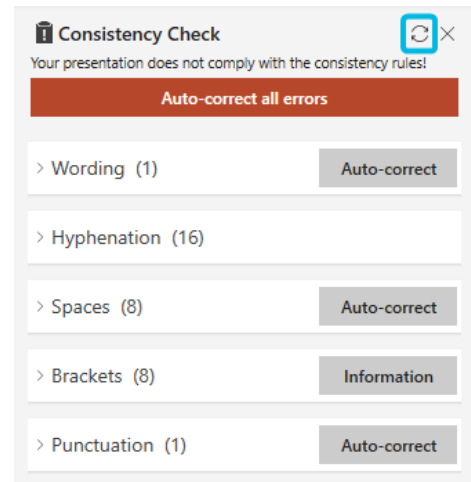 Consistency Check
Your presentation does not comply with the consistency rules!
Auto-correct all errors
Wording (1) Auto-correct
Hyphenation (16)
Spaces (8) Auto-correct
Brackets (8) Information
Punctuation (1) Auto-correct